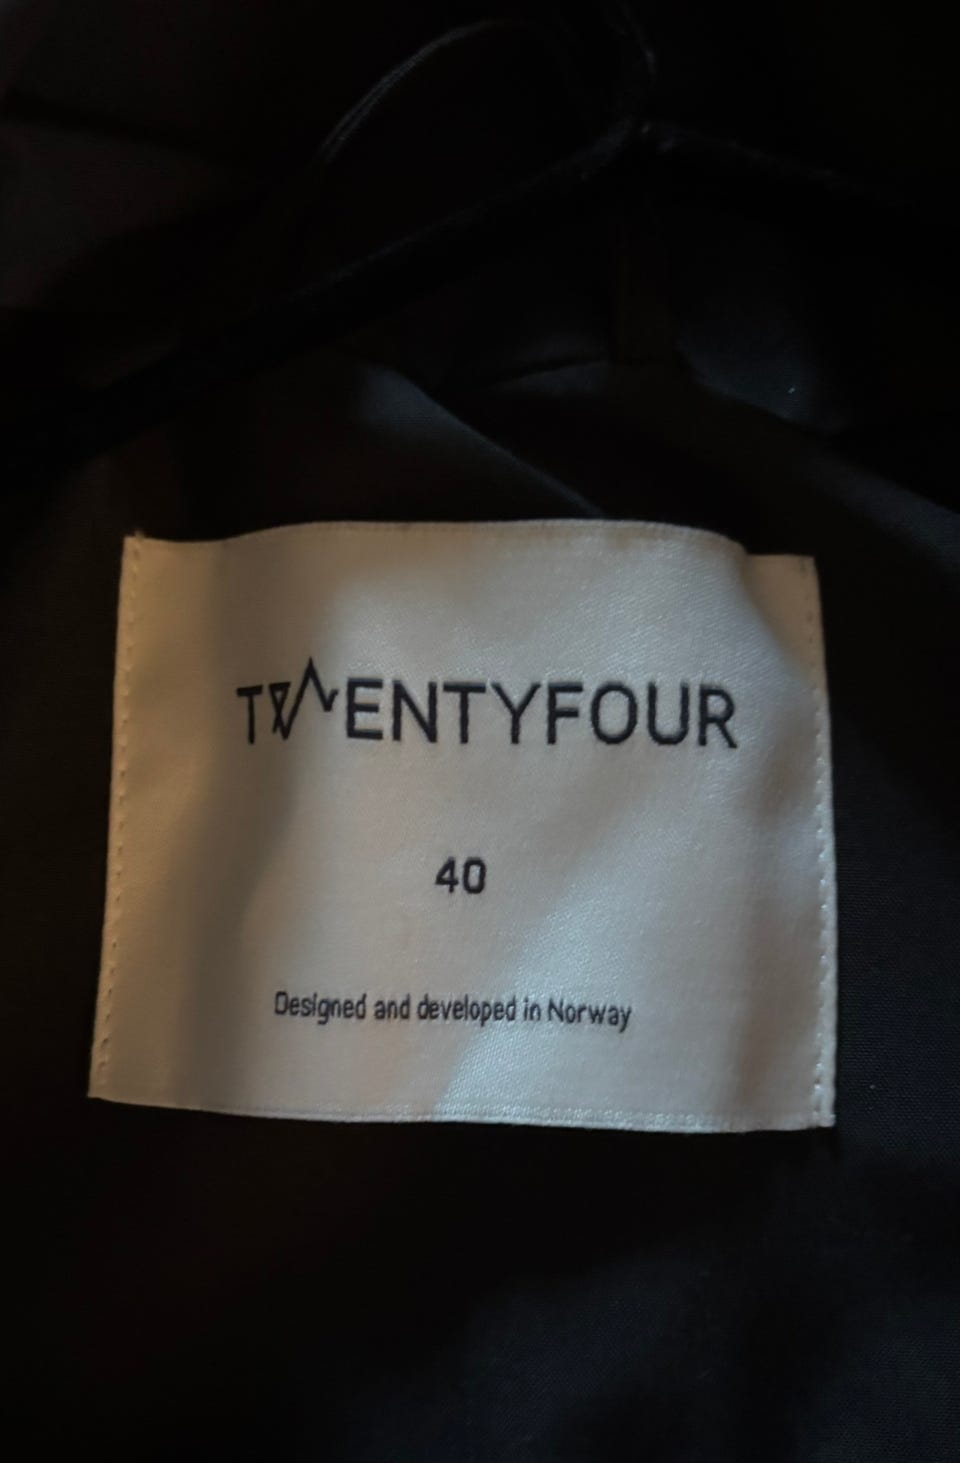 TWENTYFOUR
40
Designed and developed in Norway